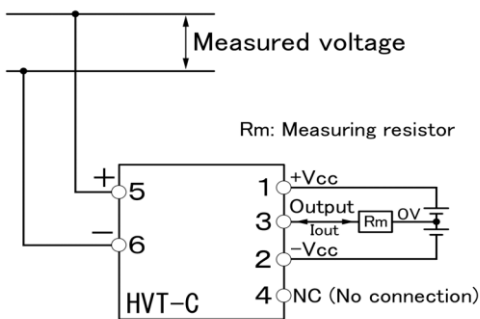 Measured voltage
Rm: Measuring resistor
+ 5
- 6
1 +Vcc
3 Output
Iout
Rm
0V
2 -Vcc
4 NC (No connection)
HVT-C